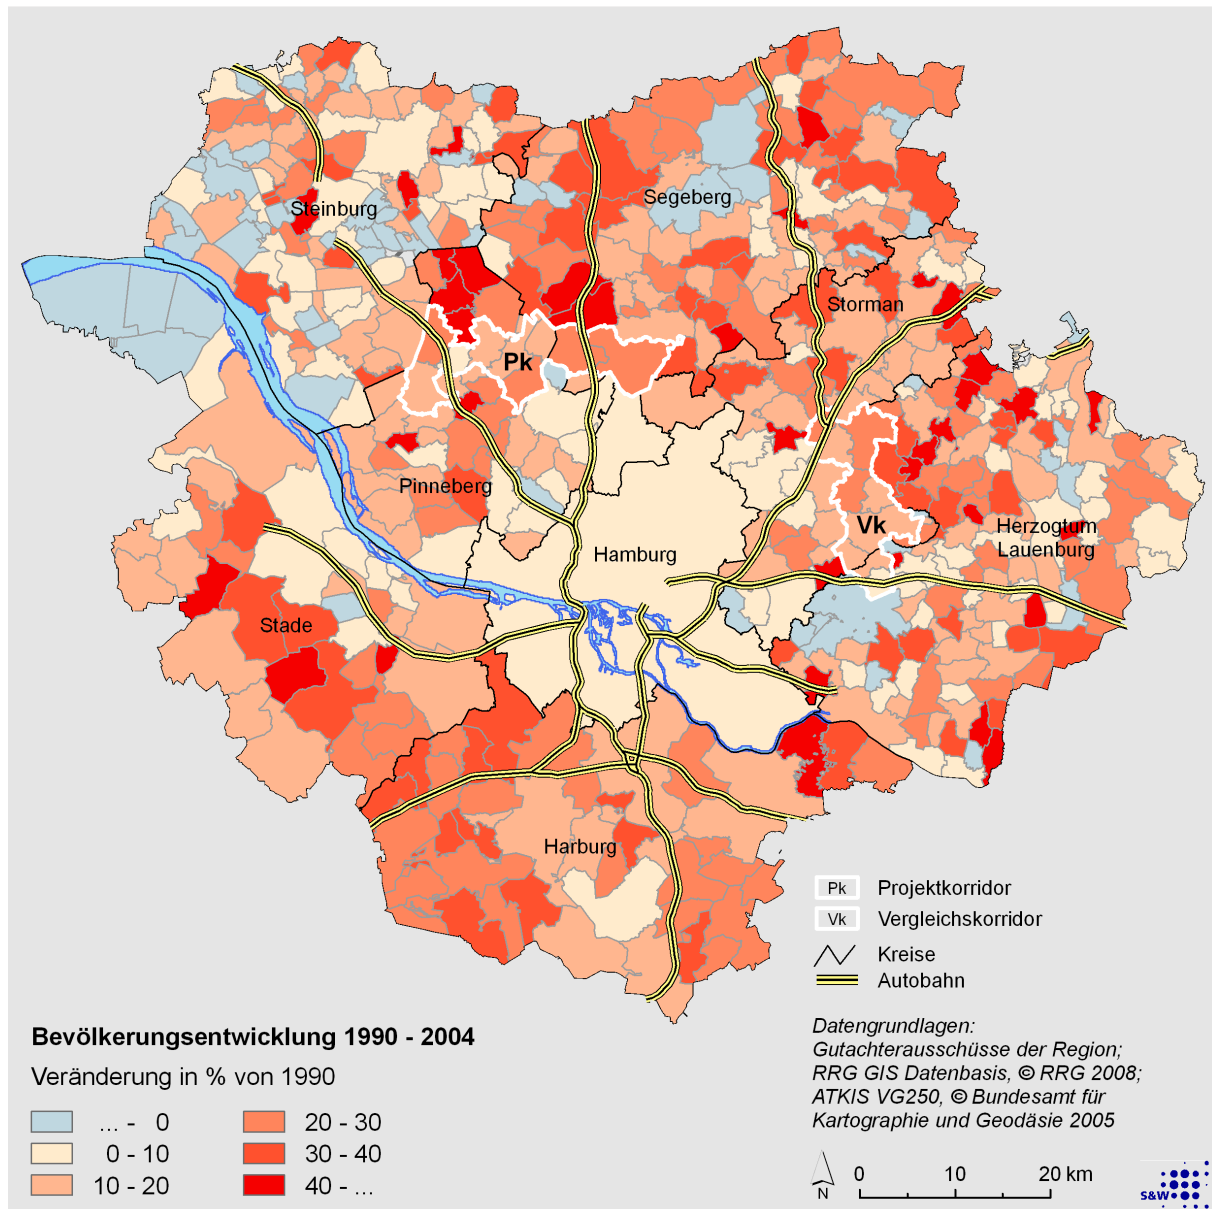 Steinburg
Segeberg
Storman
Pk
Pinneberg
Hamburg
Vk
Herzogtum
Lauenburg
Stade
Harburg
Pk Projektkorridor
Vk Vergleichskorridor
Kreise
Autobahn
Bevölkerungsentwicklung 1990 - 2004
Veränderung in % von 1990
... - 0
0 - 10
10 - 20
20 - 30
30 - 40
40 - ...
Datengrundlagen:
Gutachterausschüsse der Region;
RRG GIS Datenbasis, © RRG 2008;
ATKIS VG250, © Bundesamt für
Kartographie und Geodäsie 2005
N
0 10 20 km
S&W